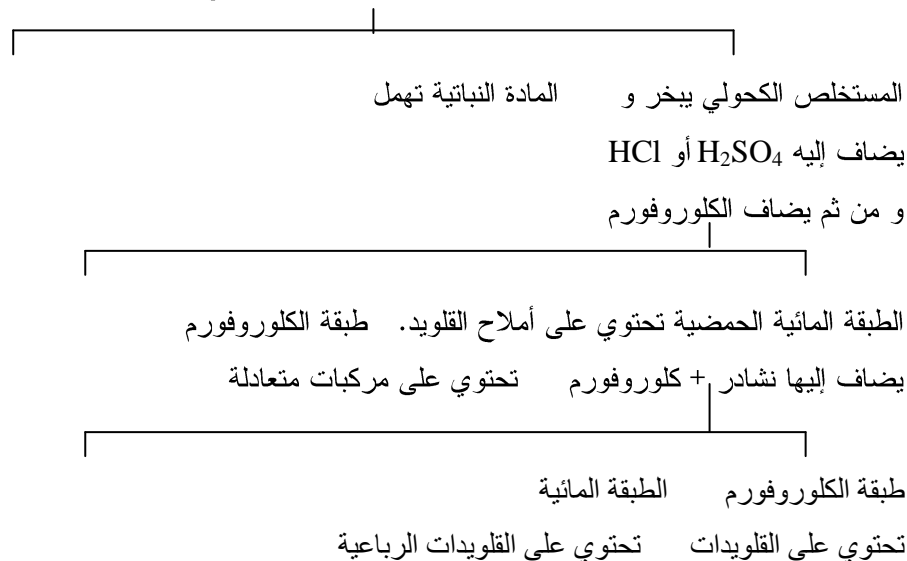 المستخلص الكحولي يبخر و المادة النباتية تهمل
يضاف إليه H₂SO₄ أو HCl
و من ثم يضاف الكلوروفورم
الطبقة المائية الحمضية تحتوي على أملاح القلويد. طبقة الكلوروفورم
يضاف إليها نشادر + كلوروفورم تحتوي على مركبات متعادلة
طبقة الكلوروفورم الطبقة المائية
تحتوي على القلويدات تحتوي على القلويدات الرباعية